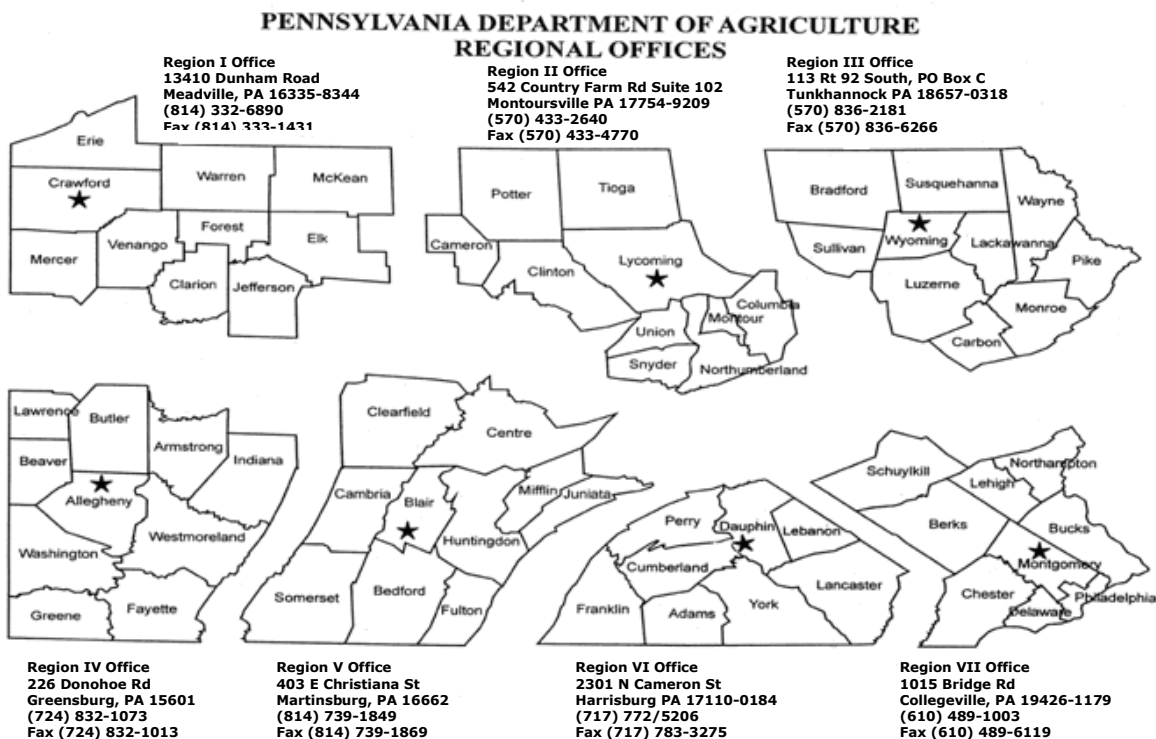 PENNSYLVANIA DEPARTMENT OF AGRICULTURE
REGIONAL OFFICES
Region I Office
13410 Dunham Road
Meadville, PA 16335-8344
(814) 332-6890
Fax (814) 333-1431
Region II Office
542 Country Farm Rd Suite 102
Montoursville PA 17754-9209
(570) 433-2640
Fax (570) 433-4770
Region III Office
113 Rt 92 South, PO Box C
Tunkhannock PA 18657-0318
(570) 836-2181
Fax (570) 836-6266
Erie
Crawford
Warren
McKean
Forest
Elk
Venango
Mercer
Clarion
Jefferson
Potter
Tioga
Cameron
Clinton
Lycoming
Columbia
Montour
Union
Snyder
Northumberland
Bradford
Susquehanna
Wayne
Sullivan
Wyoming
Lackawanna
Pike
Luzerne
Monroe
Carbon
Lawrence
Butler
Armstrong
Indiana
Beaver
Allegheny
Westmoreland
Washington
Greene
Fayette
Clearfield
Centre
Cambria
Blair
Mifflin
Juniata
Huntingdon
Somerset
Bedford
Fulton
Perry
Dauphin
Lebanon
Cumberland
Lancaster
Franklin
Adams
York
Schuylkill
Northampton
Lehigh
Berks
Bucks
Montgomery
Chester
Philadelphia
Delaware
Region IV Office
226 Donohoe Rd
Greensburg, PA 15601
(724) 832-1073
Fax (724) 832-1013
Region V Office
403 E Christiana St
Martinsburg, PA 16662
(814) 739-1849
Fax (814) 739-1869
Region VI Office
2301 N Cameron St
Harrisburg PA 17110-0184
(717) 772/5206
Fax (717) 783-3275
Region VII Office
1015 Bridge Rd
Collegeville, PA 19426-1179
(610) 489-1003
Fax (610) 489-6119